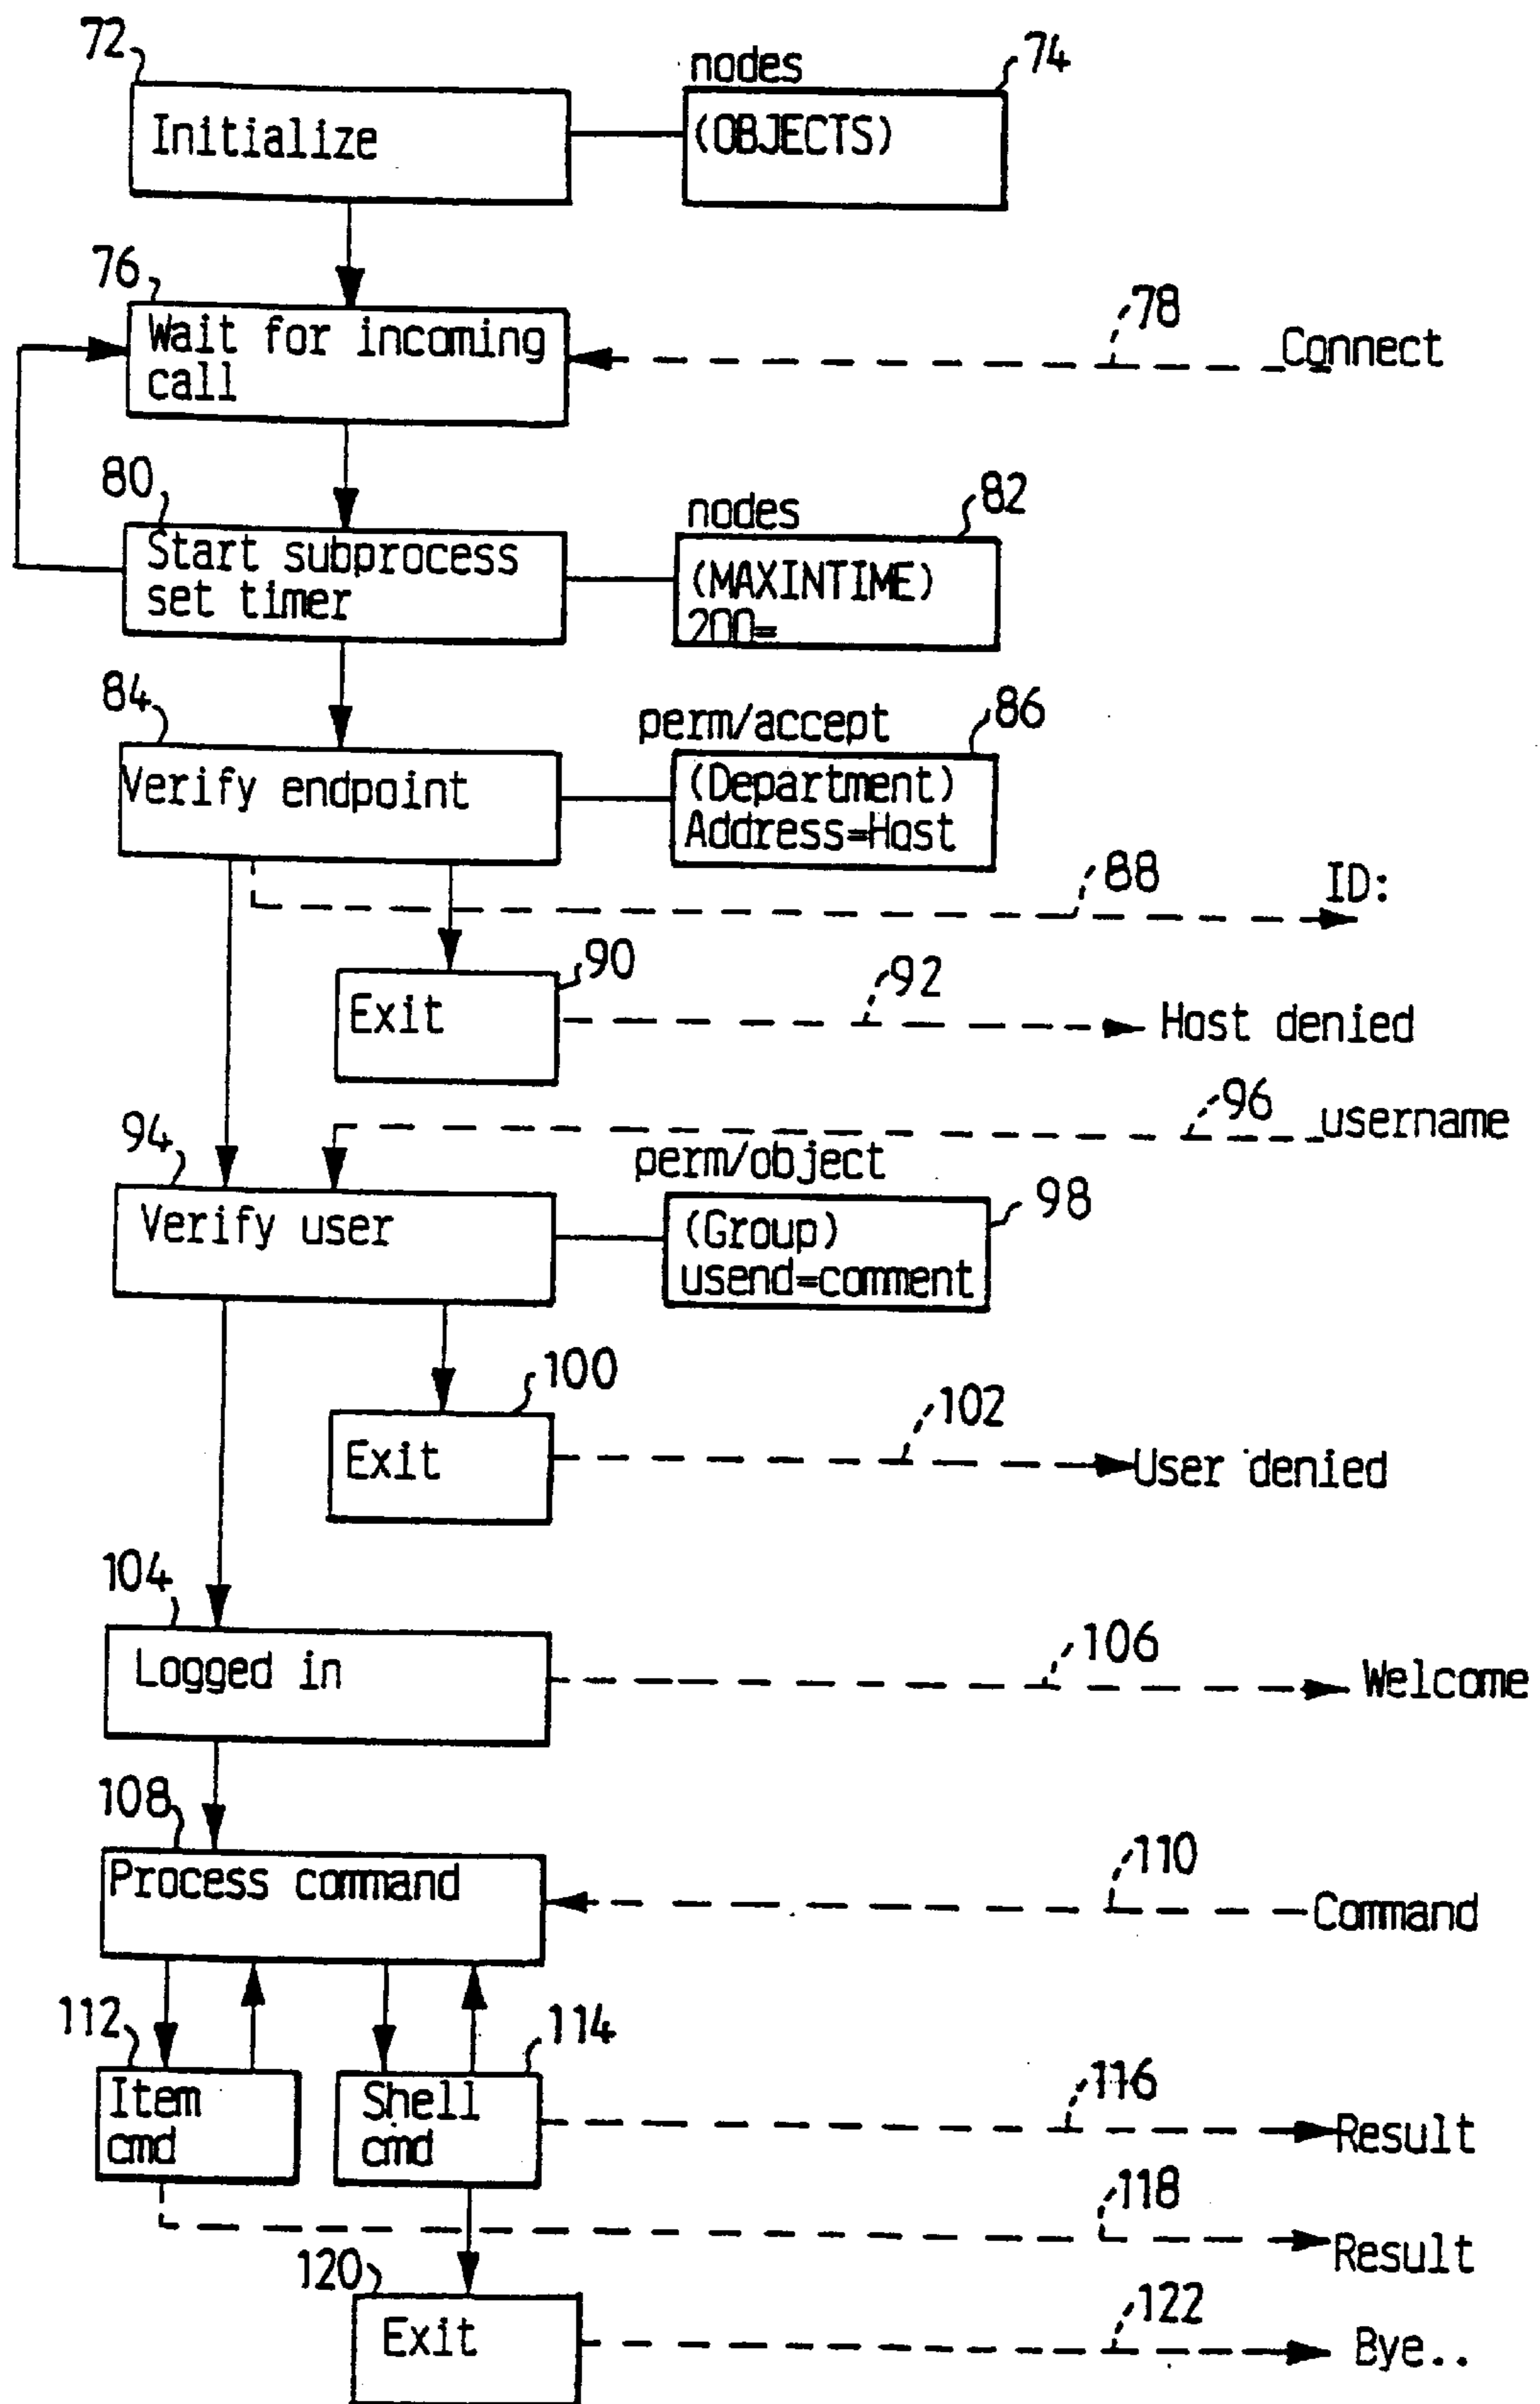 72
nodes
74
Initialize
(OBJECTS)
76
78
Wait for incoming
call
Connect
80
nodes
82
Start subprocess
set timer
(MAXINTIME)
200=
84
perm/accept
86
Verify endpoint
(Department)
Address=Host
88
ID:
90
92
Exit
Host denied
94
96
username
perm/object
98
Verify user
(Group)
usend=comment
100
102
Exit
User denied
104
106
Logged in
Welcome
108
110
Process command
Command
112
114
116
Item
cmd
Shell
cmd
Result
118
Result
120
122
Exit
Bye..